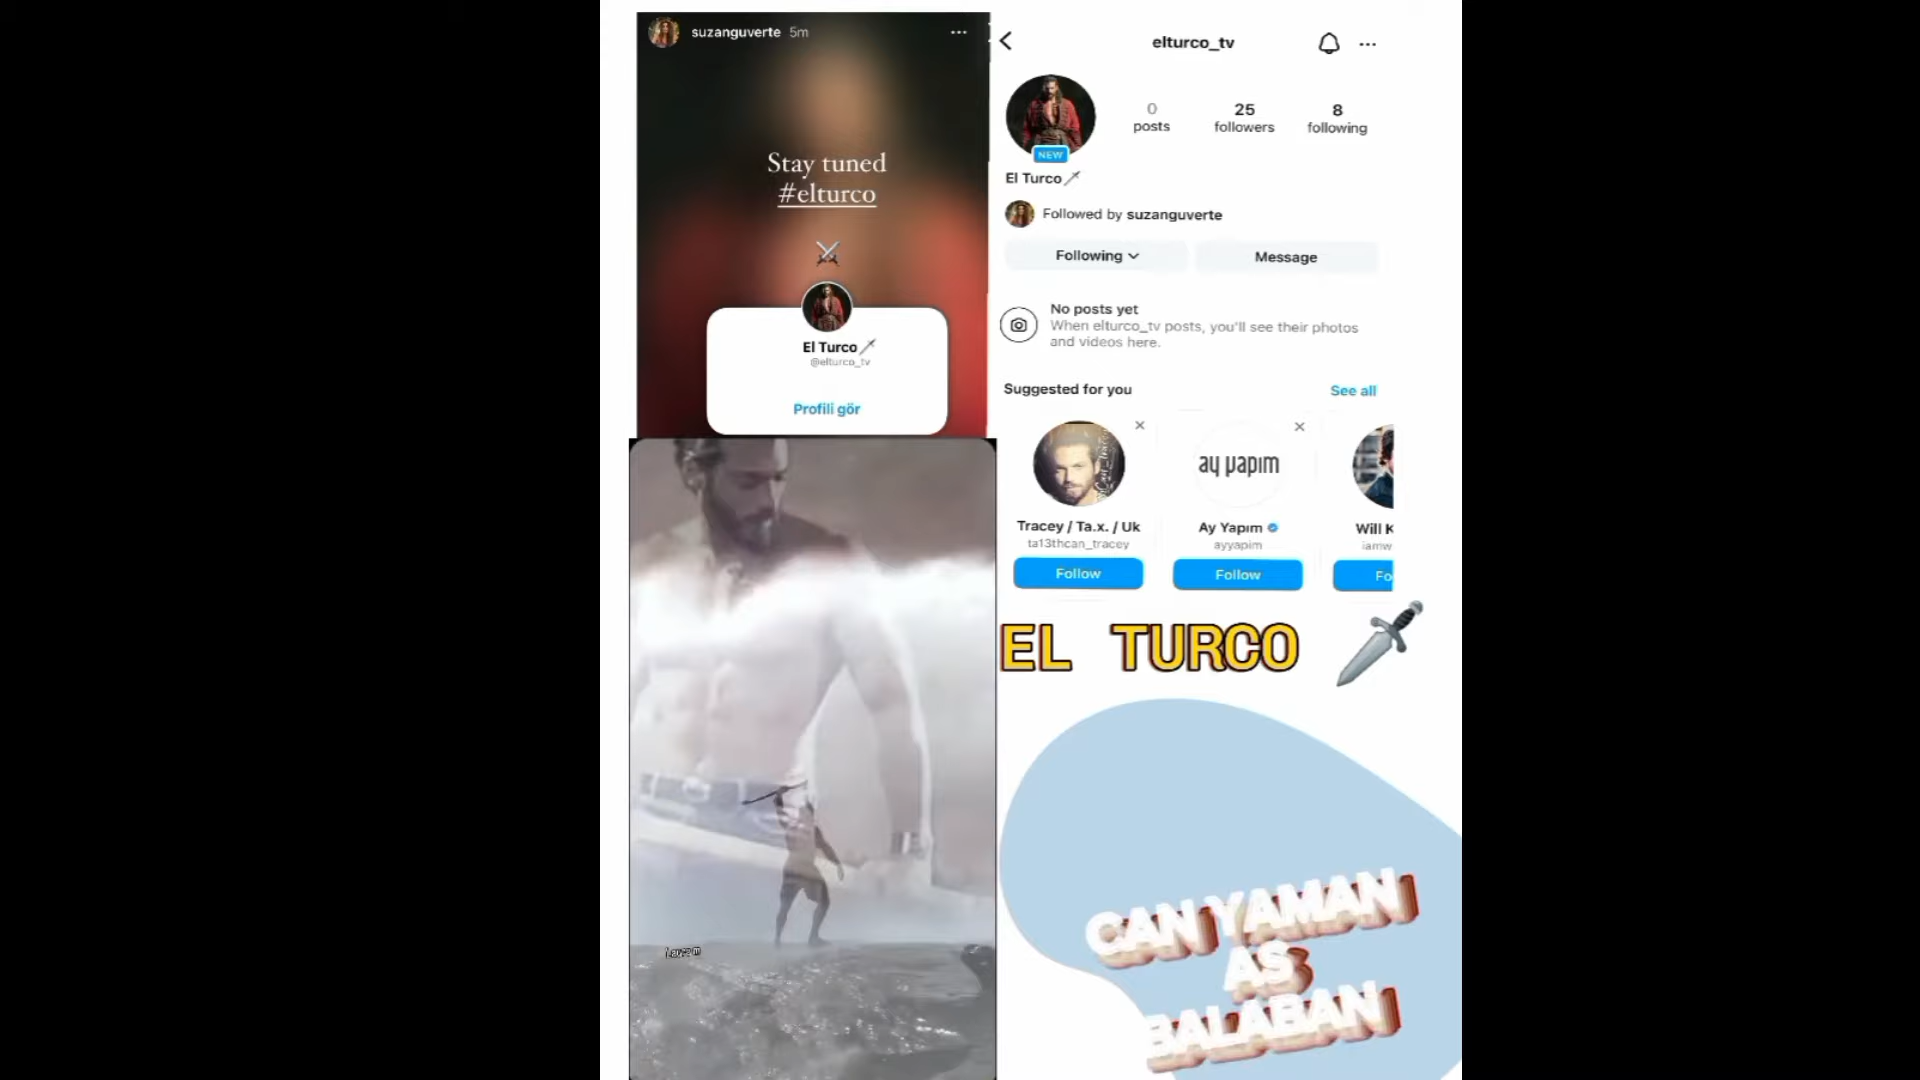 suzanguverte 5m
Stay tuned
#elturco
El Turco
@elturco_tv
Profili gör
elturco_tv
0
posts
25
followers
8
following
NEW
El Turco
Followed by suzanguverte
Following
Message
No posts yet
When elturco_tv posts, you'll see their photos
and videos here.
Suggested for you
See all
Tracey / Ta.x. / Uk
ta13thcan_tracey
Follow
ay yapım
Ay Yapım
ayyapim
Follow
Will K
iamw
Fo
EL TURCO
CAN YAMAN
AS
BALABAN